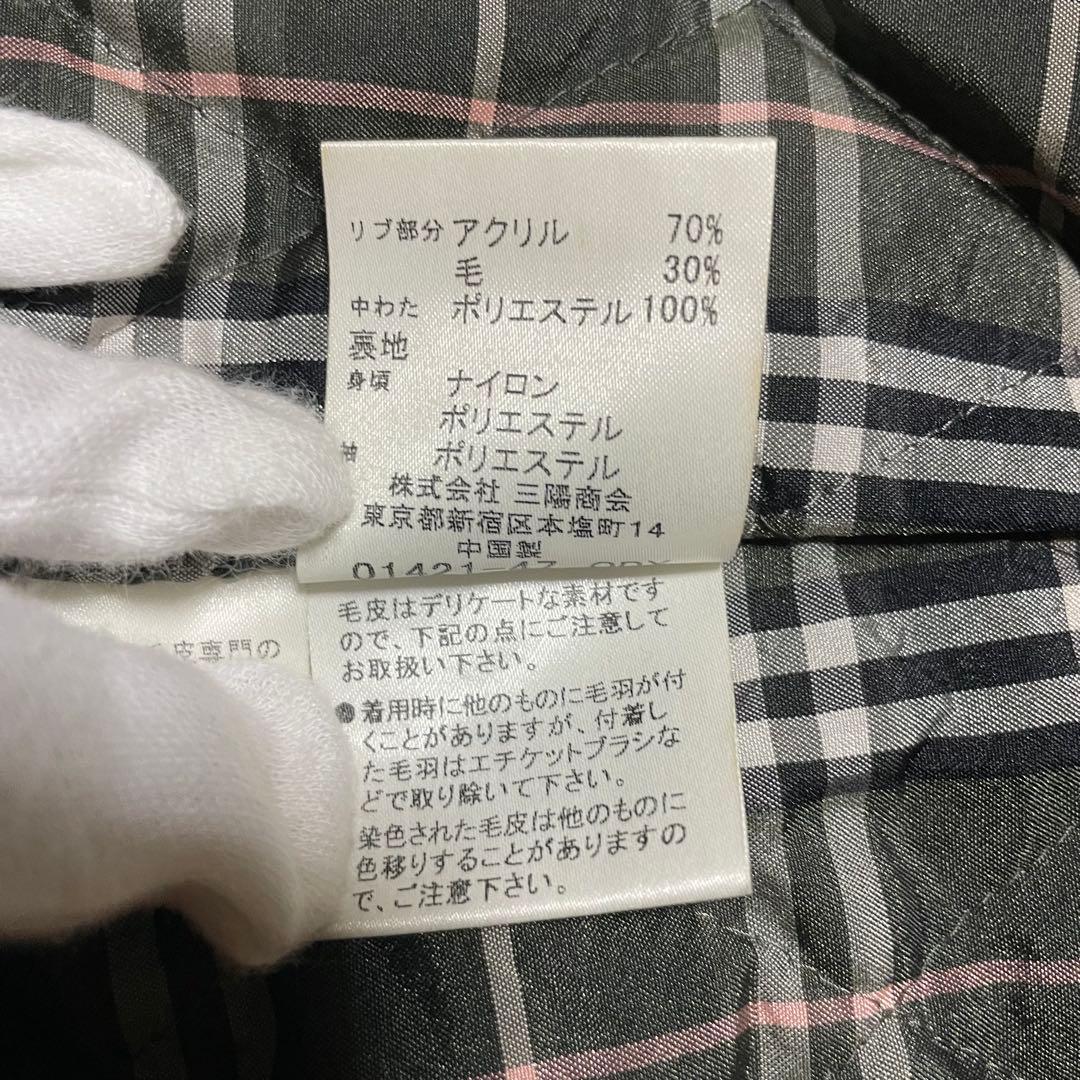 リブ部分 アクリル 70%
毛 30%
中わた ポリエステル 100%
裏地
身頃 ナイロン
ポリエステル
袖 ポリエステル
株式会社 三陽商会
東京都新宿区本塩町14
中国製
01421-47
毛皮はデリケートな素材です
ので、下記の点にご注意して
お取扱い下さい。
●着用時に他のものに毛羽が付
くことがありますが、付着し
た毛羽はエチケットブラシな
どで取り除いて下さい。
染色された毛皮は他のものに
色移りすることがありますの
で、ご注意下さい。
皮専門の